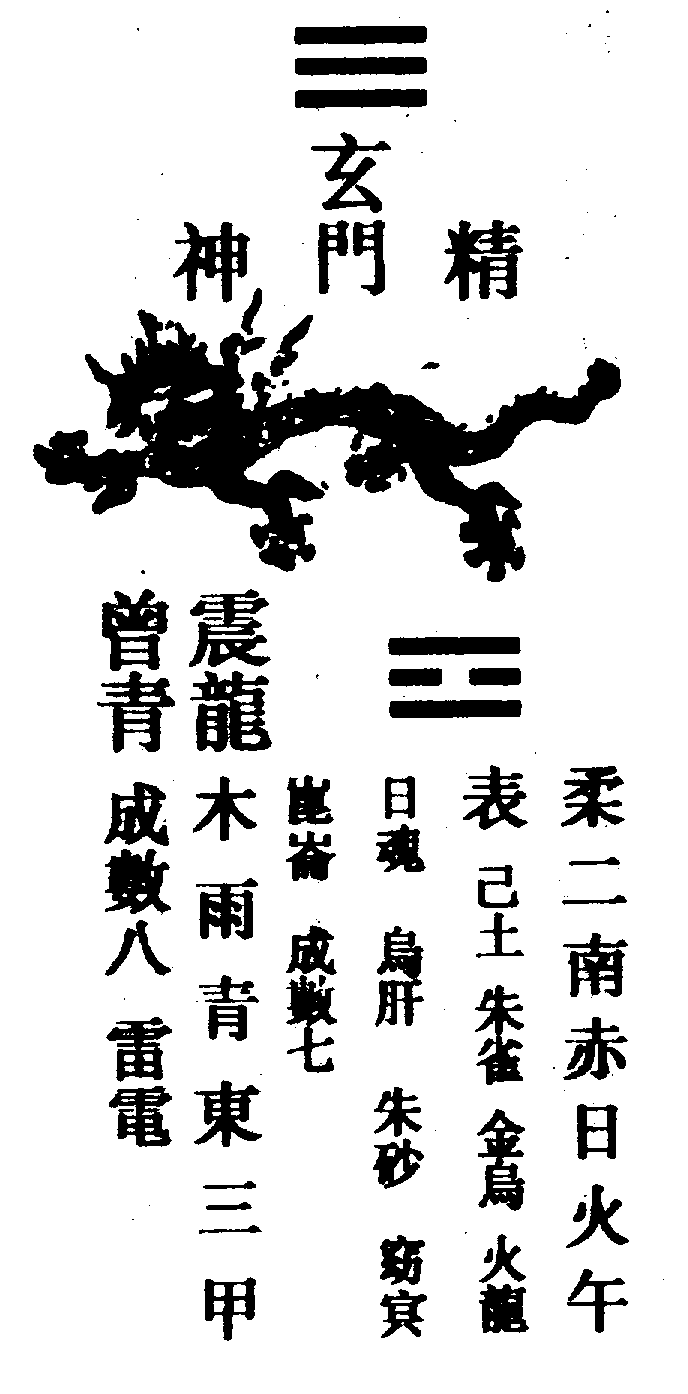 精
玄門
神
柔二南赤日火午
表 己土 朱雀 金烏 火龍
日魂 烏肝 朱砂 窈冥
崑崙 成數七
震龍 木雨青東三甲
曾青 成數八 雷電